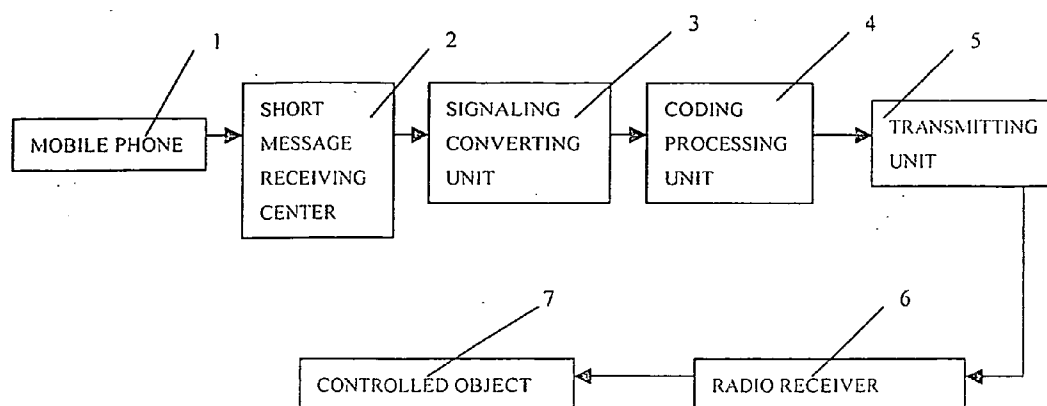 1
2
3
4
5
MOBILE PHONE
SHORT
MESSAGE
RECEIVING
CENTER
SIGNALING
CONVERTING
UNIT
CODING
PROCESSING
UNIT
TRANSMITTING
UNIT
7
6
CONTROLLED OBJECT
RADIO RECEIVER